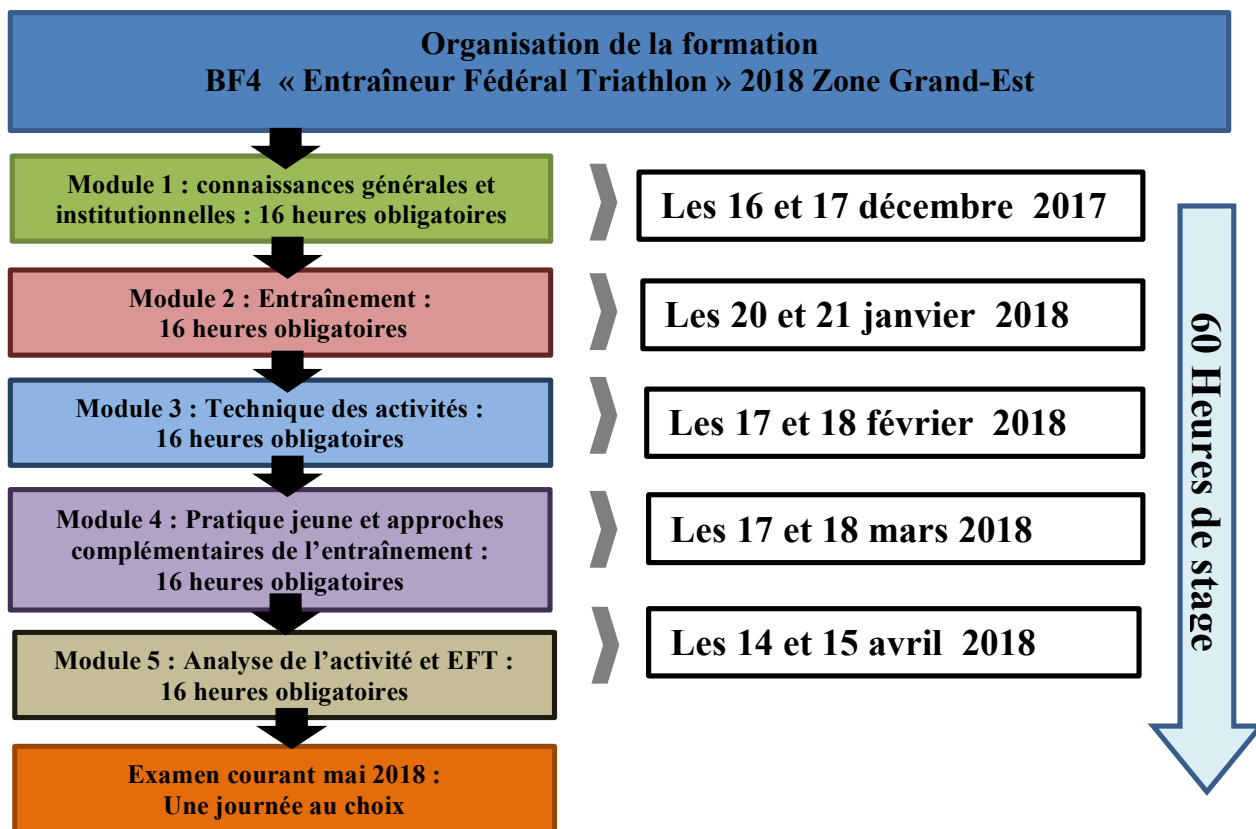 Organisation de la formation
BF4 « Entraîneur Fédéral Triathlon » 2018 Zone Grand-Est
Module 1 : connaissances générales et
institutionnelles : 16 heures obligatoires
Les 16 et 17 décembre 2017
Module 2 : Entraînement :
16 heures obligatoires
Les 20 et 21 janvier 2018
Module 3 : Technique des activités :
16 heures obligatoires
Les 17 et 18 février 2018
Module 4 : Pratique jeune et approches
complémentaires de l’entraînement :
16 heures obligatoires
Les 17 et 18 mars 2018
Module 5 : Analyse de l’activité et EFT :
16 heures obligatoires
Les 14 et 15 avril 2018
Examen courant mai 2018 :
Une journée au choix
60 Heures de stage